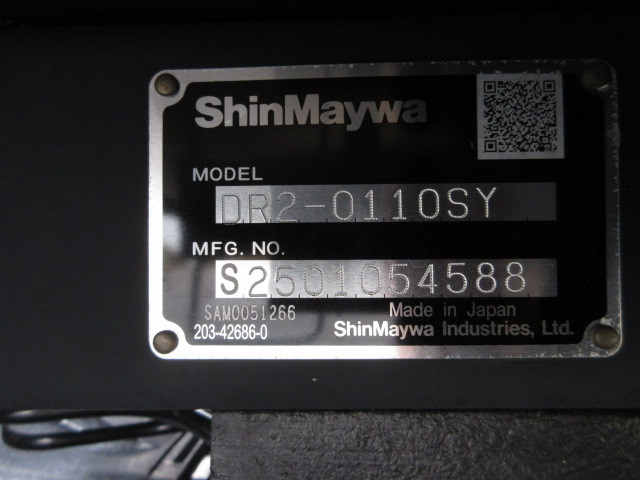 ShinMaywa
MODEL
DR2-0110SY
MFG. NO.
S2501054588
SAM0051266
Made in Japan
203-42686-0
ShinMaywa Industries, Ltd.